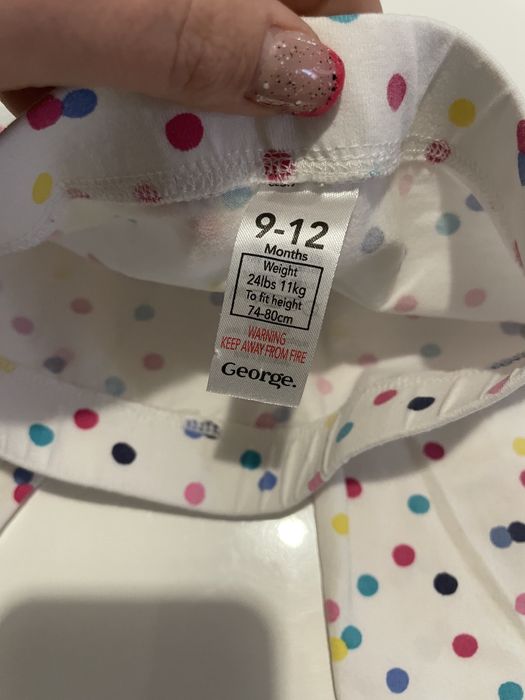 9-12
Months
Weight
24lbs 11kg
To fit height
74-80cm
WARNING
KEEP AWAY FROM FIRE
George.